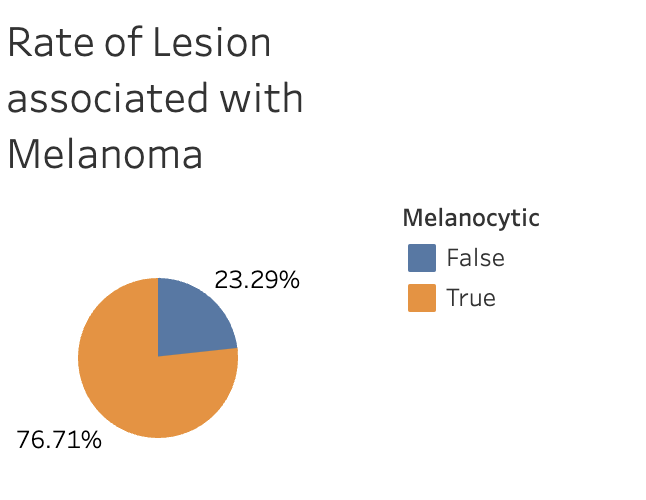 Rate of Lesion
associated with
Melanoma
Melanocytic
False
True
23.29%
76.71%